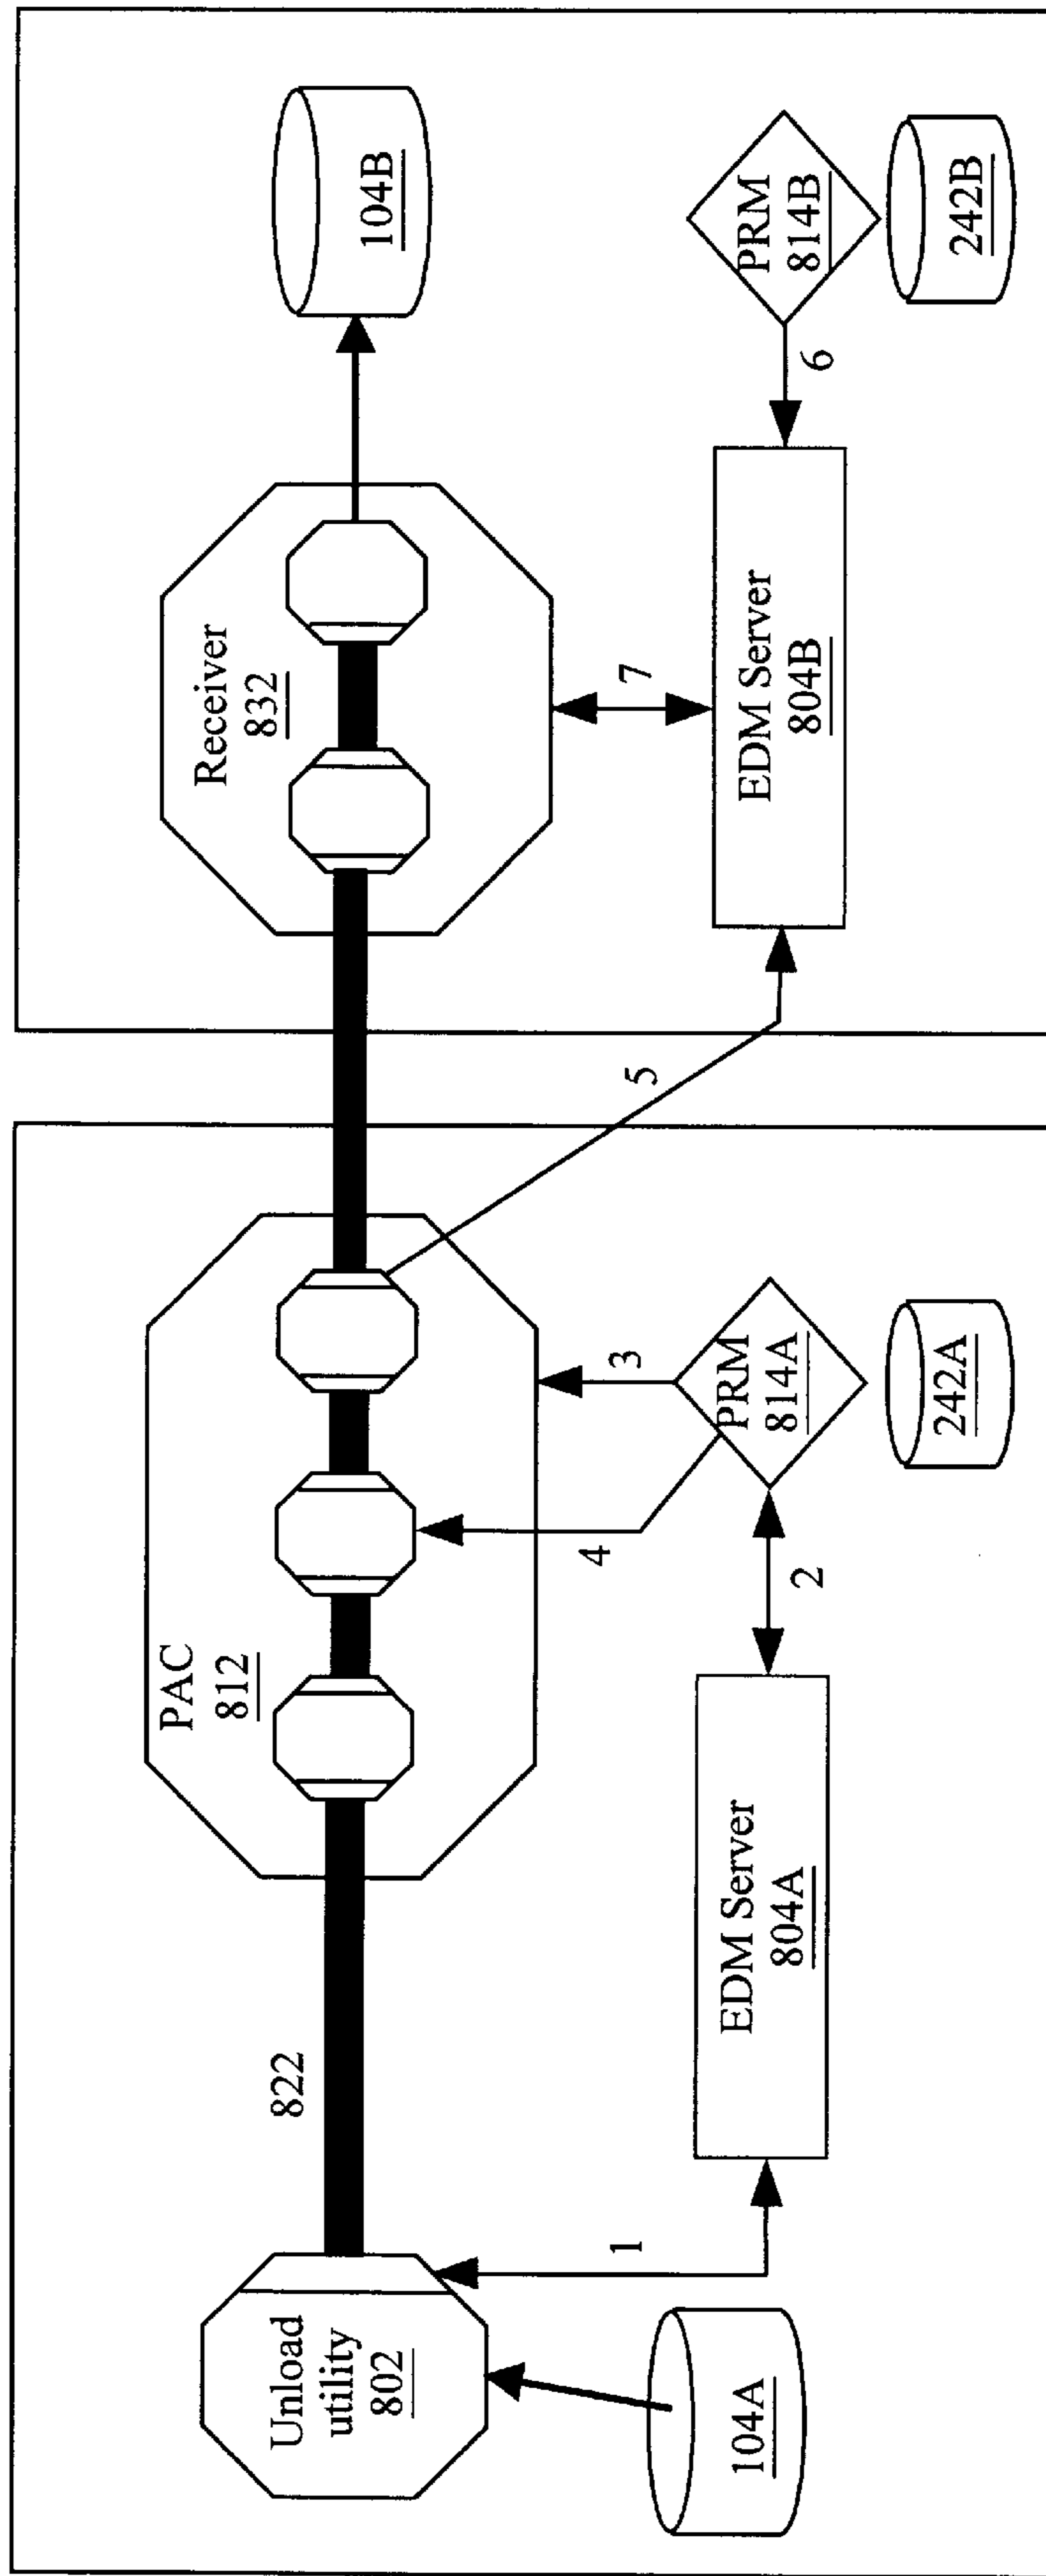 Unload
utility
802
104A
1
822
EDM Server
804A
2
PAC
812
4
3
PRM
814A
242A
5
Receiver
832
7
EDM Server
804B
6
104B
PRM
814B
242B